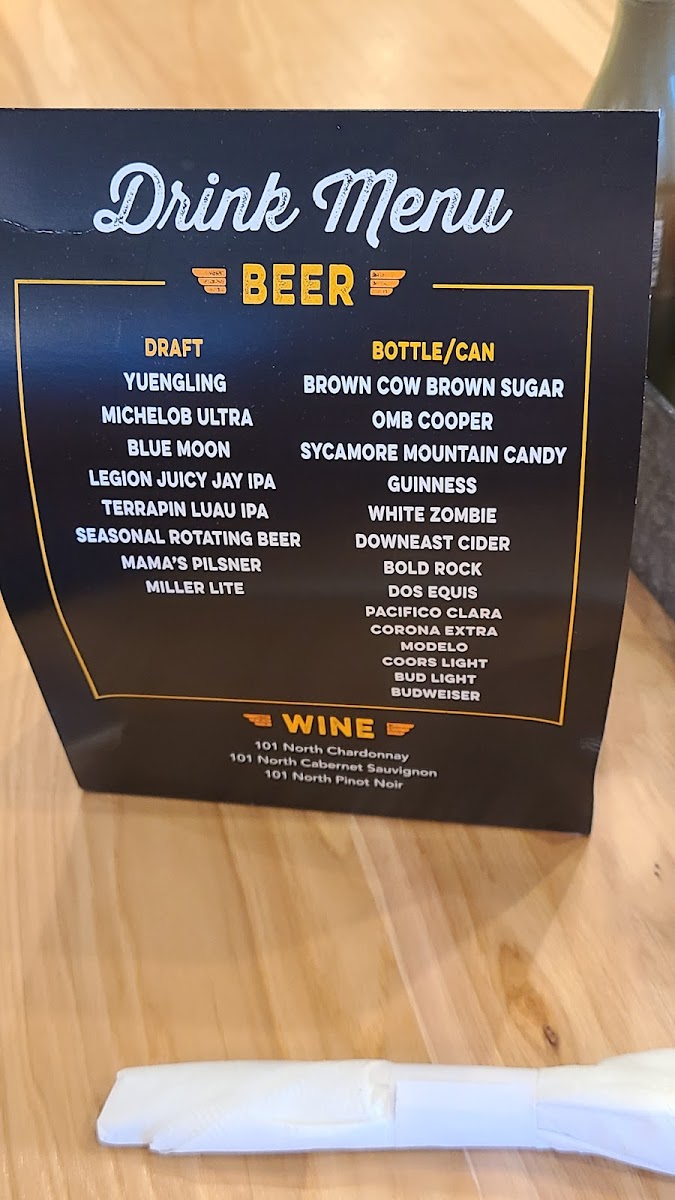 Drink Menu
BEER
DRAFT
YUENGLING
MICHELOB ULTRA
BLUE MOON
LEGION JUICY JAY IPA
TERRAPIN LUAU IPA
SEASONAL ROTATING BEER
MAMA'S PILSNER
MILLER LITE
BOTTLE/CAN
BROWN COW BROWN SUGAR
OMB COOPER
SYCAMORE MOUNTAIN CANDY
GUINNESS
WHITE ZOMBIE
DOWNEAST CIDER
BOLD ROCK
DOS EQUIS
PACIFICO CLARA
CORONA EXTRA
MODELO
COORS LIGHT
BUD LIGHT
BUDWEISER
WINE
101 North Chardonnay
101 North Cabernet Sauvignon
101 North Pinot Noir